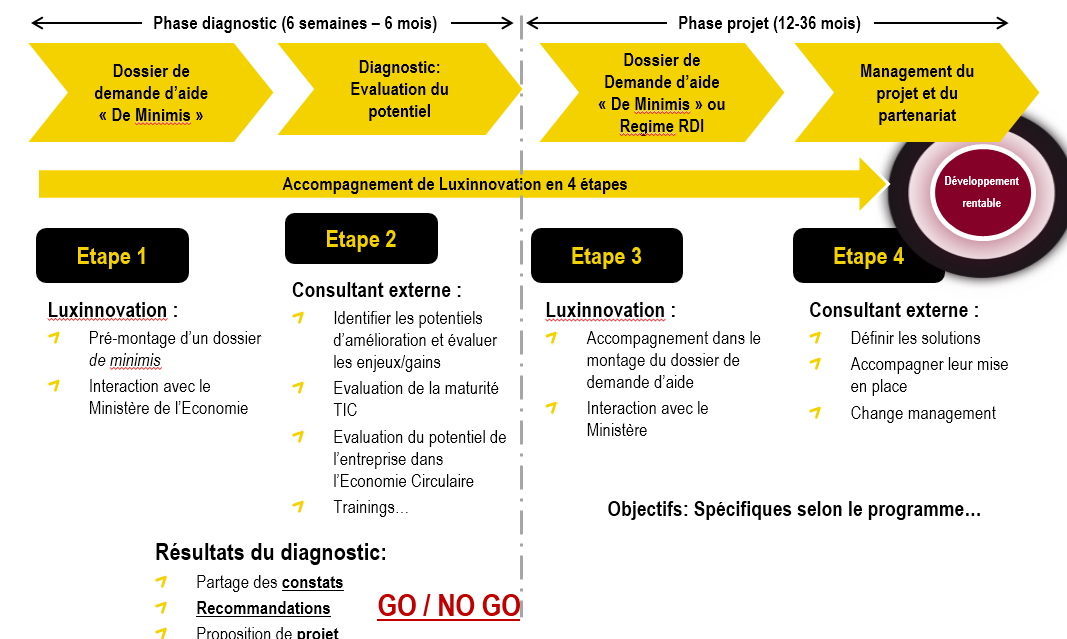 Phase diagnostic (6 semaines – 6 mois)
Phase projet (12-36 mois)
Dossier de
demande d’aide
« De Minimis »
Diagnostic:
Evaluation du
potentiel
Dossier de
Demande d’aide
« De Minimis » ou
Regime RDI
Management du
projet et du
partenariat
Accompagnement de Luxinnovation en 4 étapes
Développement
rentable
Etape 1
Luxinnovation :
Pré-montage d’un dossier
de minimis
Interaction avec le
Ministère de l’Economie
Etape 2
Consultant externe :
Identifier les potentiels
d’amélioration et évaluer
les enjeux/gains
Evaluation de la maturité
TIC
Evaluation du potentiel de
l’entreprise dans
l’Economie Circulaire
Trainings…
Etape 3
Luxinnovation :
Accompagnement dans le
montage du dossier de
demande d’aide
Interaction avec le
Ministère
Etape 4
Consultant externe :
Définir les solutions
Accompagner leur mise
en place
Change management
Objectifs: Spécifiques selon le programme…
Résultats du diagnostic:
Partage des constats
Recommandations
Proposition de projet
GO / NO GO